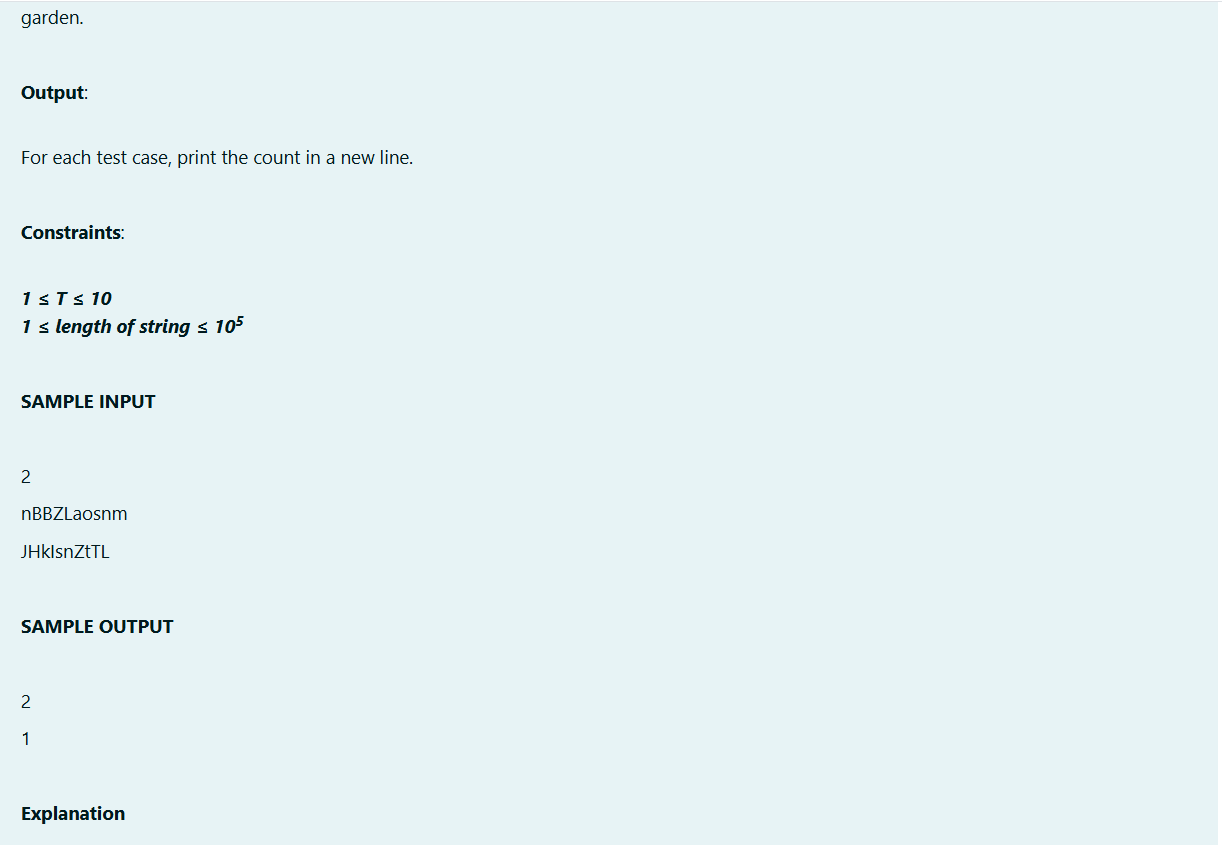 garden.
Output:
For each test case, print the count in a new line.
Constraints:
1 ≤ T ≤ 10
1 ≤ length of string ≤ 10⁵
SAMPLE INPUT
2
nBBZLaosnm
JHkIsnZtTL
SAMPLE OUTPUT
2
1
Explanation